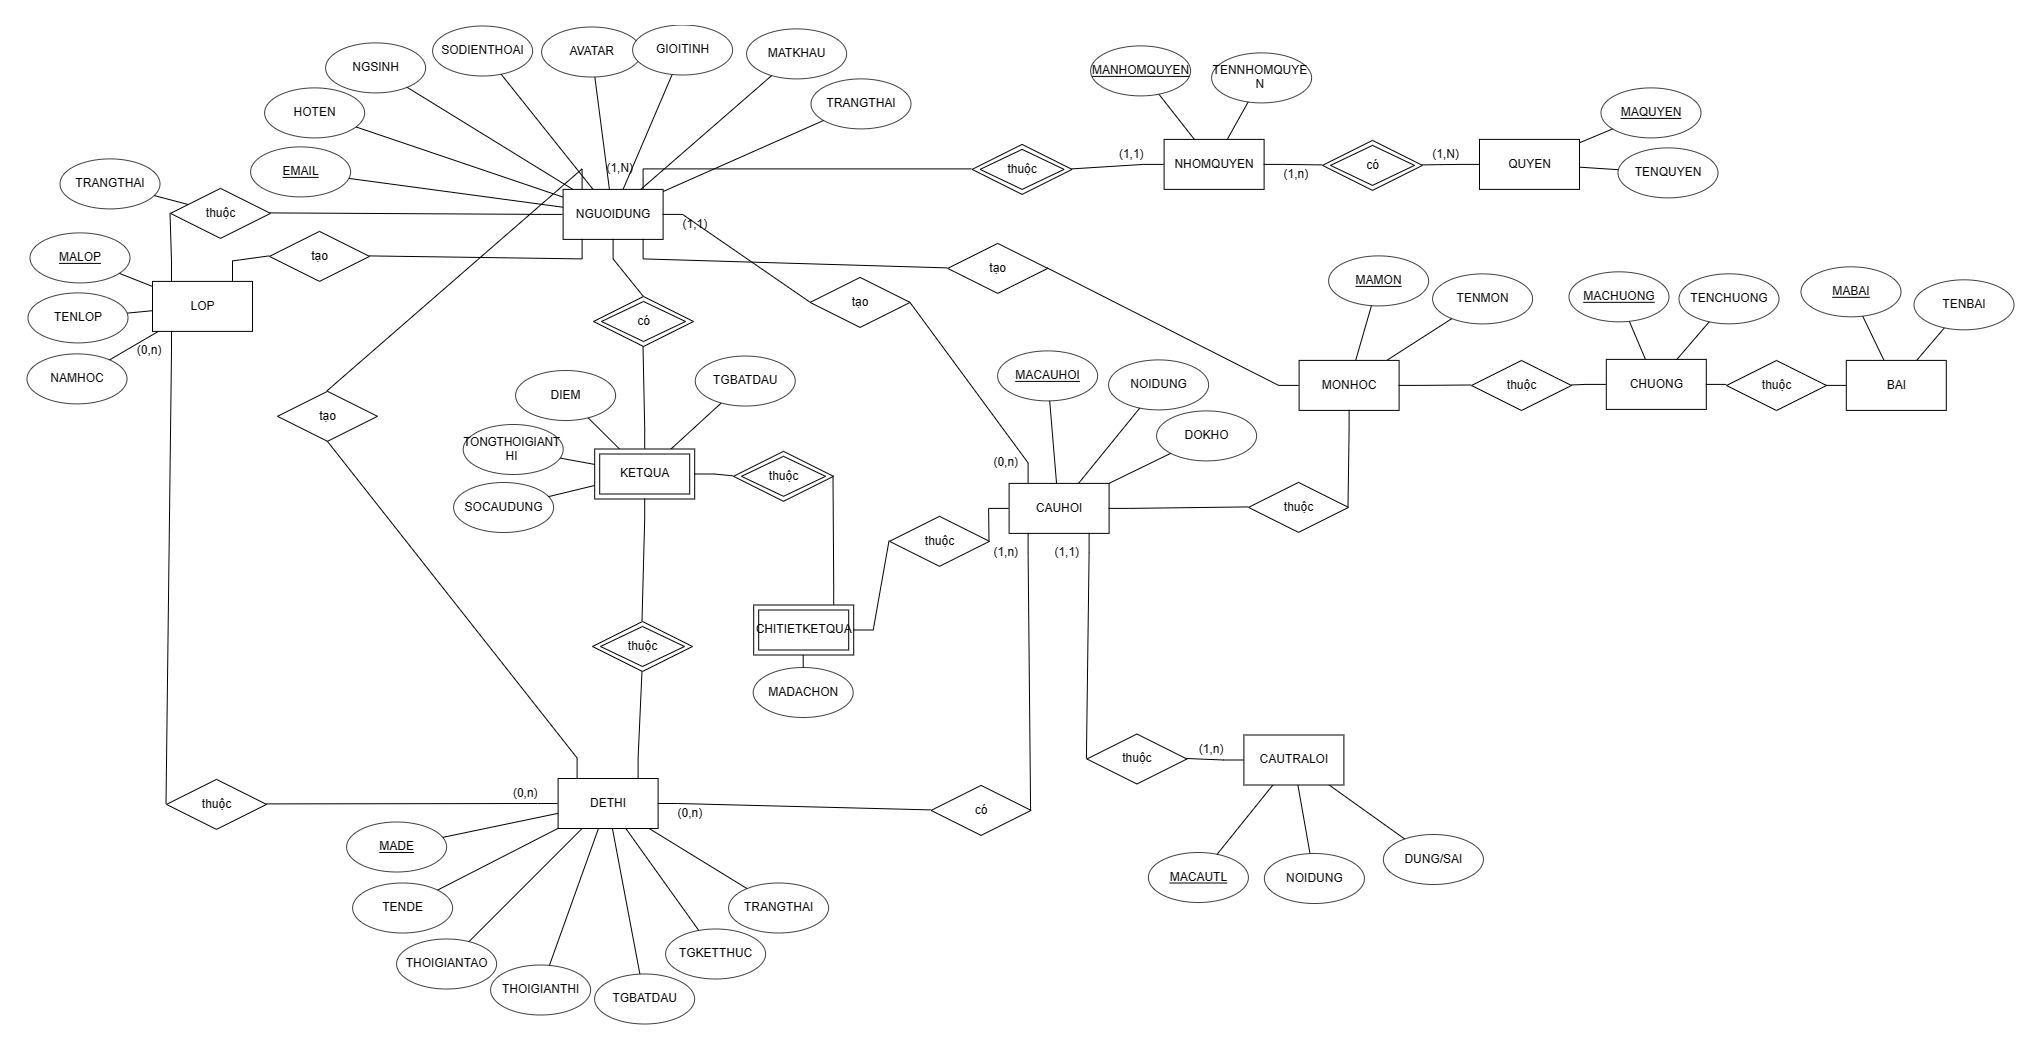 SODIENTHOAI
AVATAR
GIOITINH
MATKHAU
NGSINH
TRANGTHAI
HOTEN
EMAIL
(1,N)
NGUOIDUNG
(1,1)
TRANGTHAI
thuộc
tạo
MALOP
TENLOP
NAMHOC
LOP
(0,n)
MANHOMQUYEN
TENNHOMQUYE
N
MAQUYEN
thuộc
(1,1)
NHOMQUYEN
(1,n)
có
(1,N)
QUYEN
TENQUYEN
tạo
tạo
có
tạo
MAMON
TENMON
MACHUONG
TENCHUONG
MABAI
TENBAI
MONHOC
thuộc
CHUONG
thuộc
BAI
DIEM
TGBATDAU
TONGTHOIGIANT
HI
SOCAUDUNG
KETQUA
thuộc
MACAUHOI
NOIDUNG
DOKHO
(0,n)
CAUHOI
thuộc
thuộc
(1,n)
(1,1)
CHITIETKETQUA
MADACHON
thuộc
thuộc
(0,n)
DETHI
(0,n)
có
thuộc
(1,n)
CAUTRALOI
MACAUTL
NOIDUNG
DUNG/SAI
MADE
TENDE
THOIGIANTAO
THOIGIANTHI
TGBATDAU
TGKETTHUC
TRANGTHAI